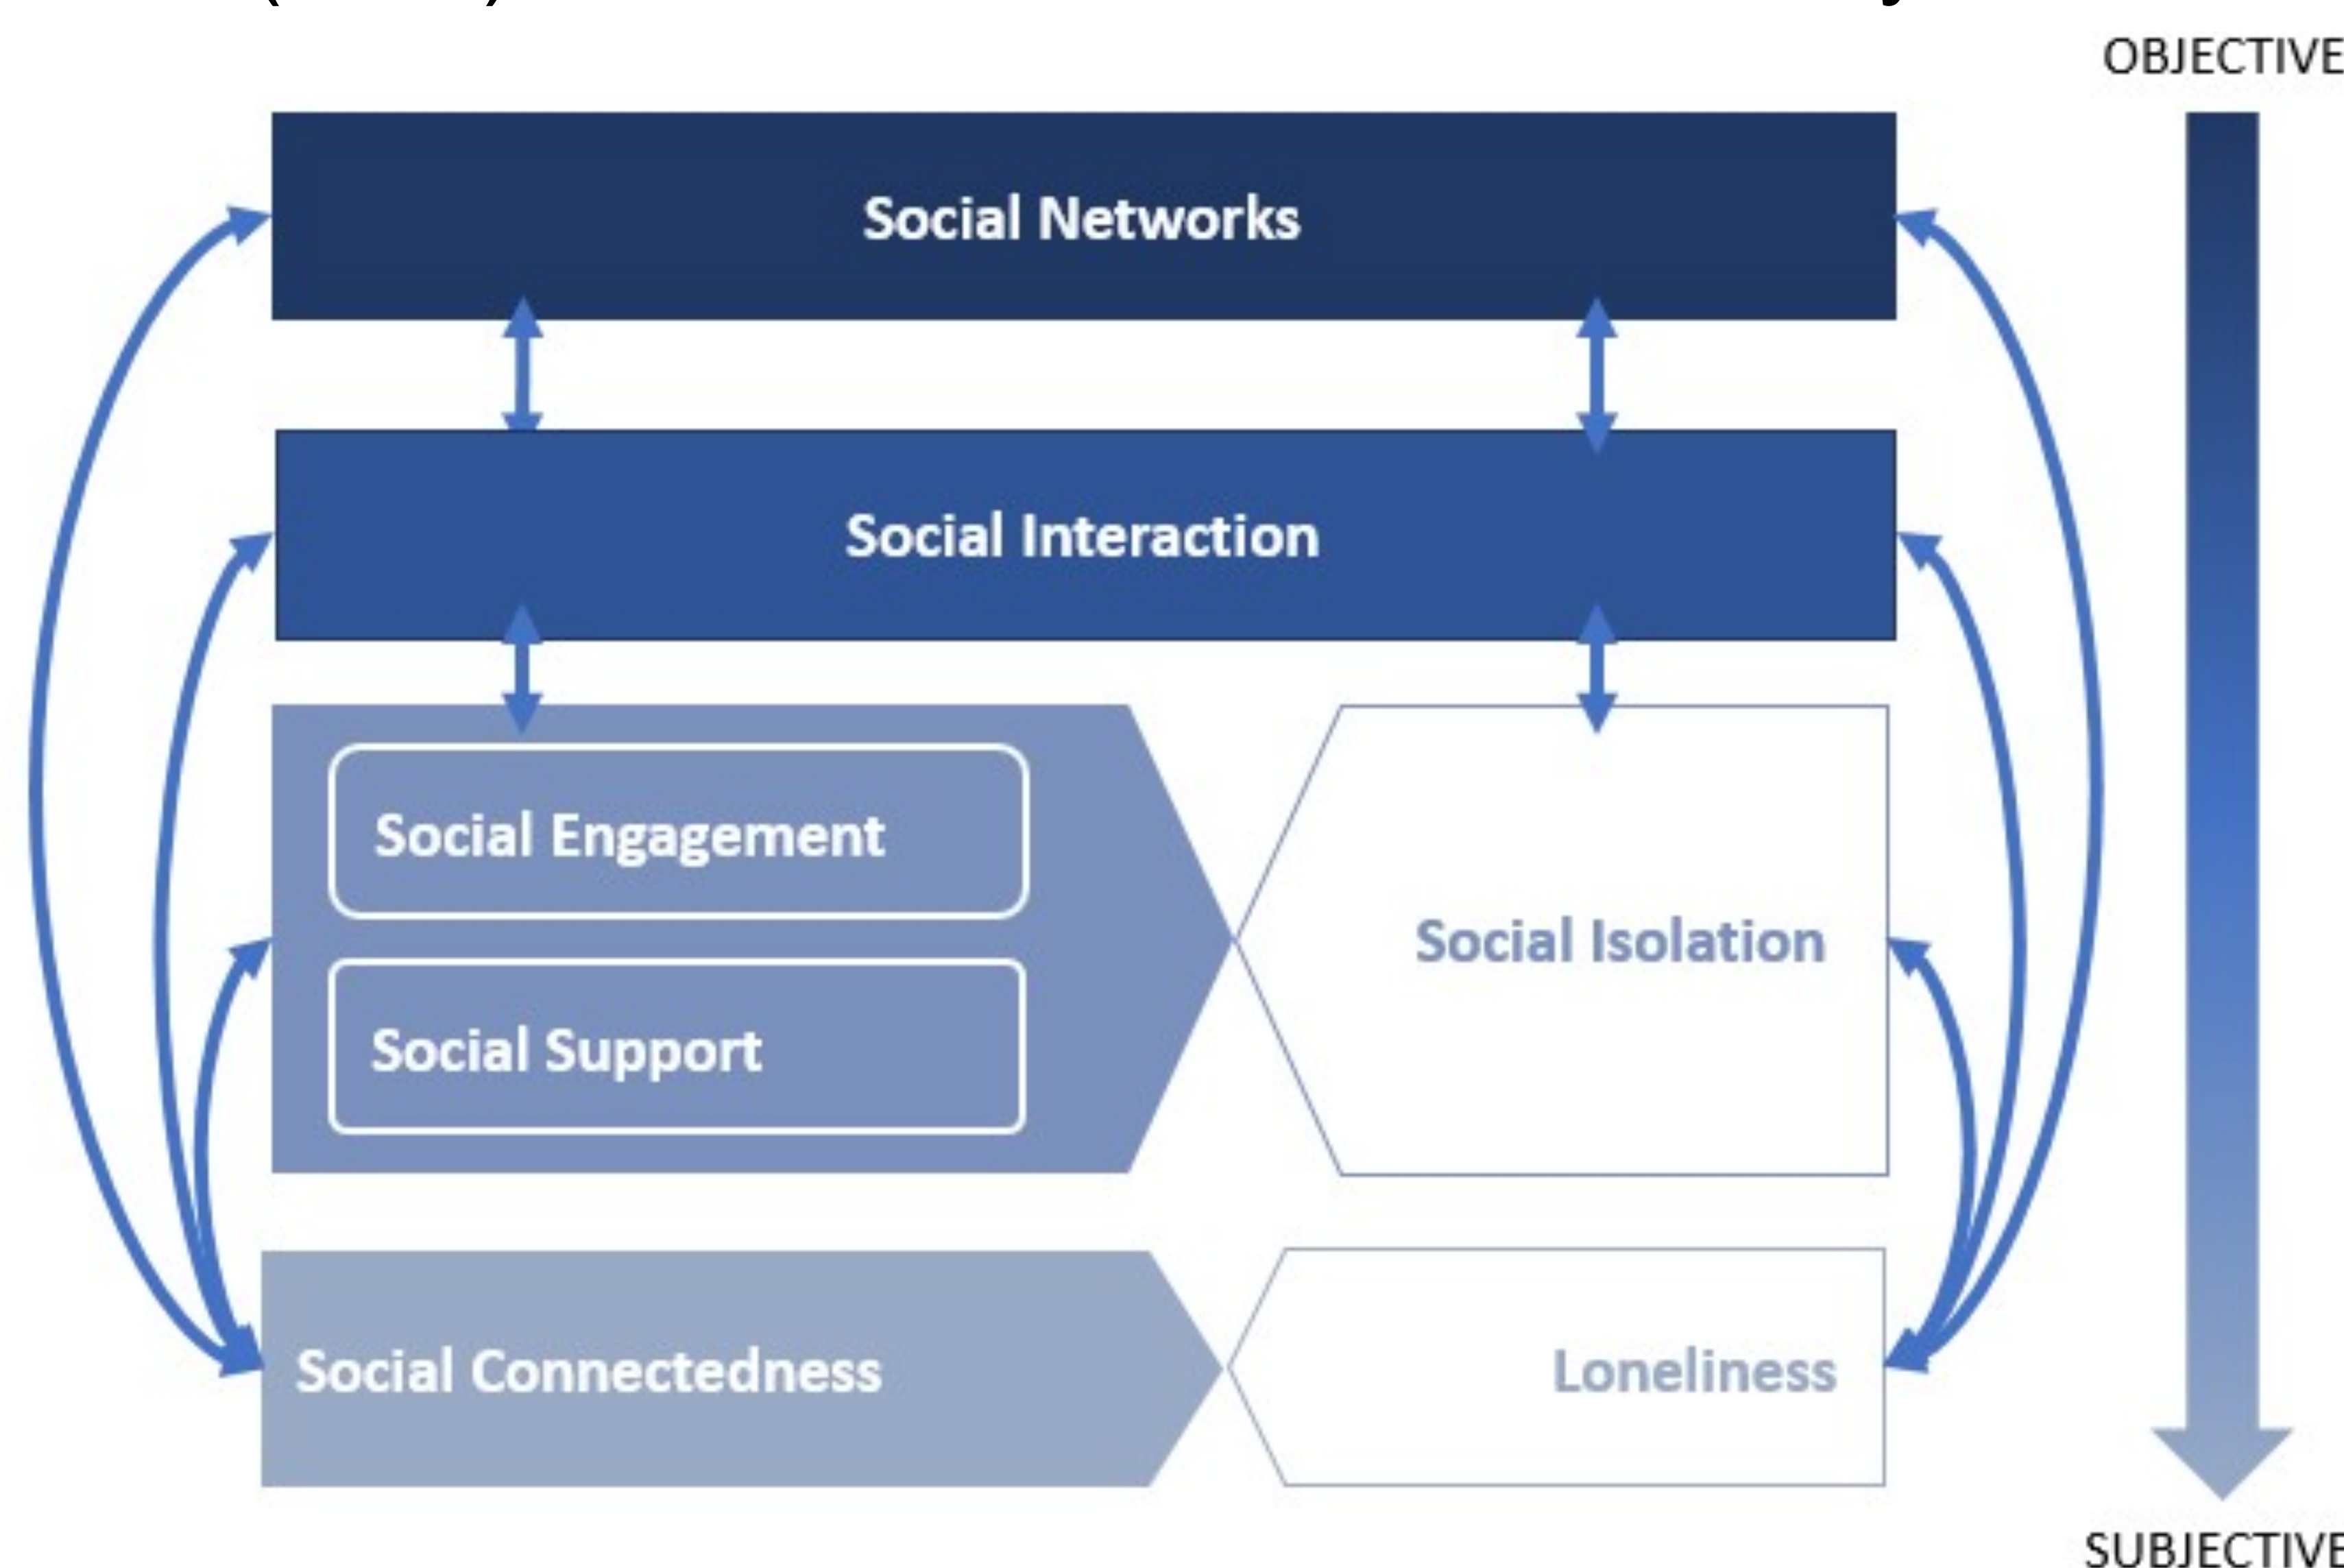 OBJECTIVE
Social Networks
Social Interaction
Social Engagement
Social Isolation
Social Support
Social Connectedness
Loneliness
SUBJECTIVE